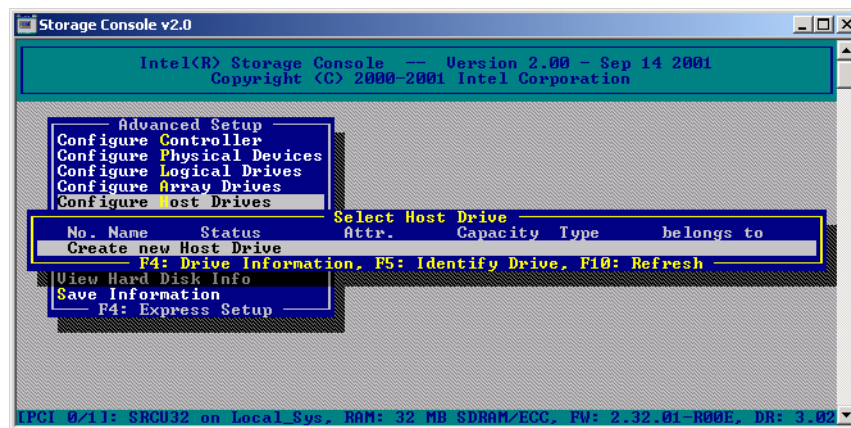 Storage Console v2.0
Intel(R) Storage Console -- Version 2.00 - Sep 14 2001
Copyright (C) 2000-2001 Intel Corporation
Advanced Setup
Configure Controller
Configure Physical Devices
Configure Logical Drives
Configure Array Drives
Configure Host Drives
Select Host Drive
No. Name Status Attr. Capacity Type belongs to
Create new Host Drive
F4: Drive Information, F5: Identify Drive, F10: Refresh
View Hard Disk Info
Save Information
F4: Express Setup
[PCI 0/1]: SRCU32 on Local_Sys, RAM: 32 MB SDRAM/ECC, FW: 2.32.01-R00E, DR: 3.02